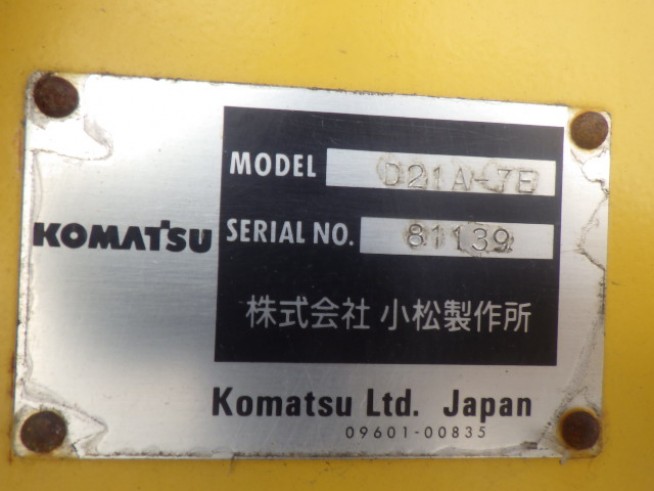 KOMATSU
MODEL D21A-7E
SERIAL NO. 81139
株式会社 小松製作所
Komatsu Ltd. Japan
09601-00835